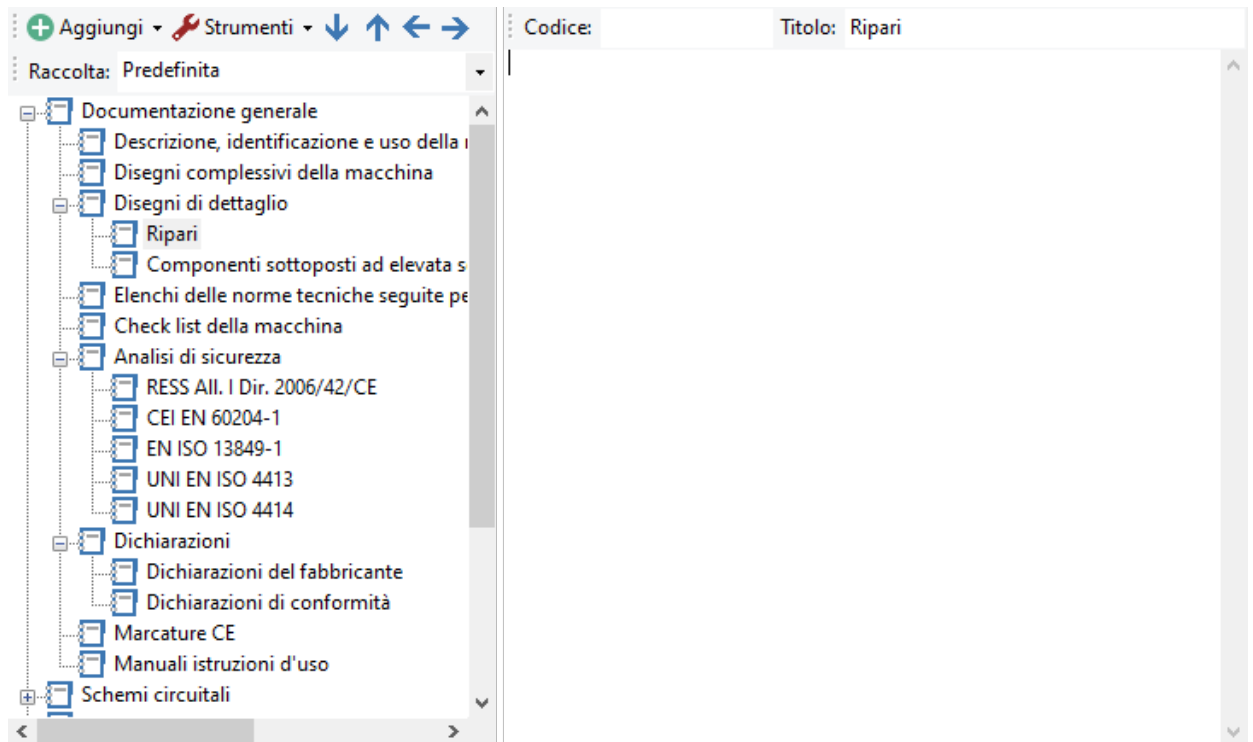 Aggiungi Strumenti
Codice: Titolo: Ripari
Raccolta: Predefinita
Documentazione generale
Descrizione, identificazione e uso della
Disegni complessivi della macchina
Disegni di dettaglio
Ripari
Componenti sottoposti ad elevata
Elenchi delle norme tecniche seguite
Check list della macchina
Analisi di sicurezza
RESS All. I Dir. 2006/42/CE
CEI EN 60204-1
EN ISO 13849-1
UNI EN ISO 4413
UNI EN ISO 4414
Dichiarazioni
Dichiarazioni del fabbricante
Dichiarazioni di conformità
Marcature CE
Manuali istruzioni d'uso
Schemi circuitali